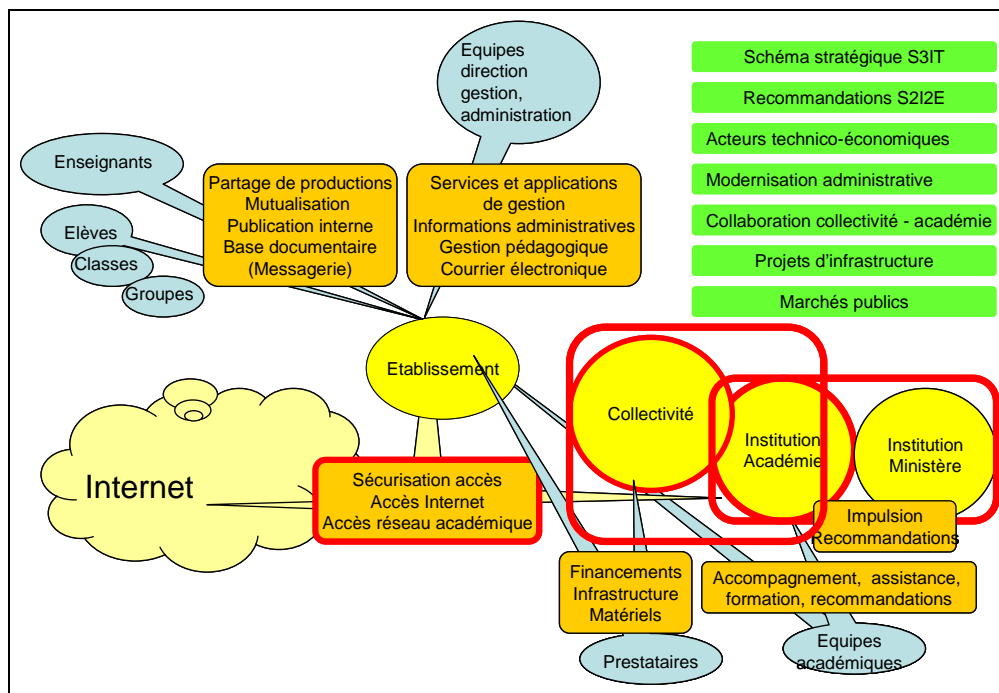 Equipes
direction
gestion,
administration
Schéma stratégique S3IT
Recommandations S2I2E
Acteurs technico-économiques
Modernisation administrative
Collaboration collectivité - académie
Projets d'infrastructure
Marchés publics
Enseignants
Elèves
Classes
Groupes
Partage de productions
Mutualisation
Publication interne
Base documentaire
(Messagerie)
Services et applications
de gestion
Informations administratives
Gestion pédagogique
Courrier électronique
Etablissement
Collectivité
Institution
Académie
Institution
Ministère
Internet
Sécurisation accès
Accès Internet
Accès réseau académique
Impulsion
Recommandations
Financements
Infrastructure
Matériels
Accompagnement, assistance,
formation, recommandations
Prestataires
Equipes
académiques